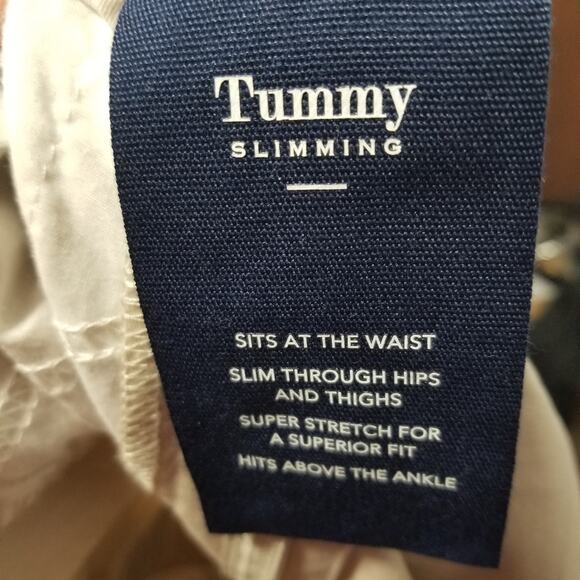 Tummy
SLIMMING
SITS AT THE WAIST
SLIM THROUGH HIPS
AND THIGHS
SUPER STRETCH FOR
A SUPERIOR FIT
HITS ABOVE THE ANKLE